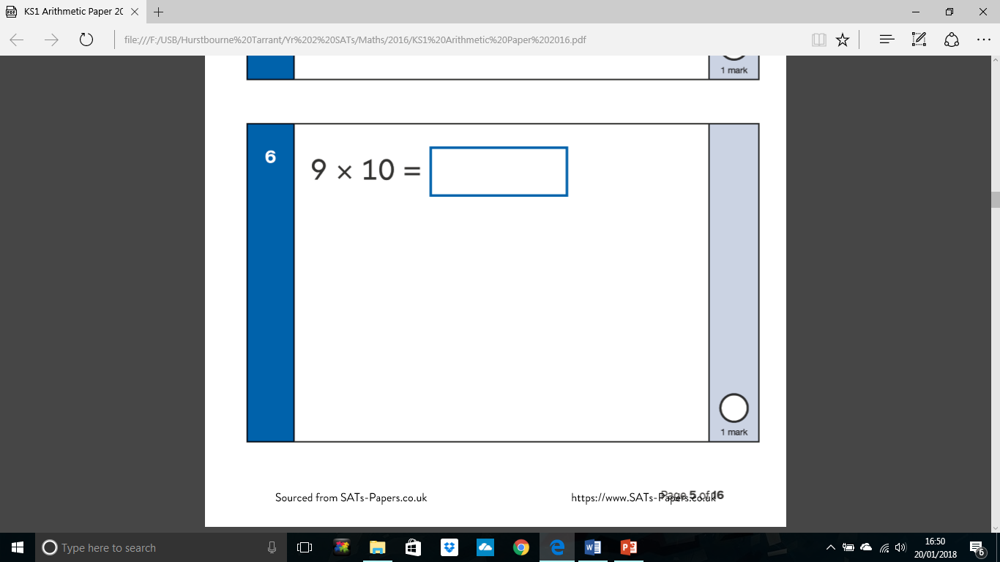 KS1 Arithmetic Paper 20
file:///F:/USB/Hurstbourne%20Tarrant/Yr%202%20SATs/Maths/2016/KS1%20Arithmetic%20Paper%202016.pdf
1 mark
6
9 × 10 =
1 mark
Sourced from SATs-Papers.co.uk
https://www.SATs-Papers.co.uk
Page 5 of 16
Type here to search
16:50
20/01/2018
6